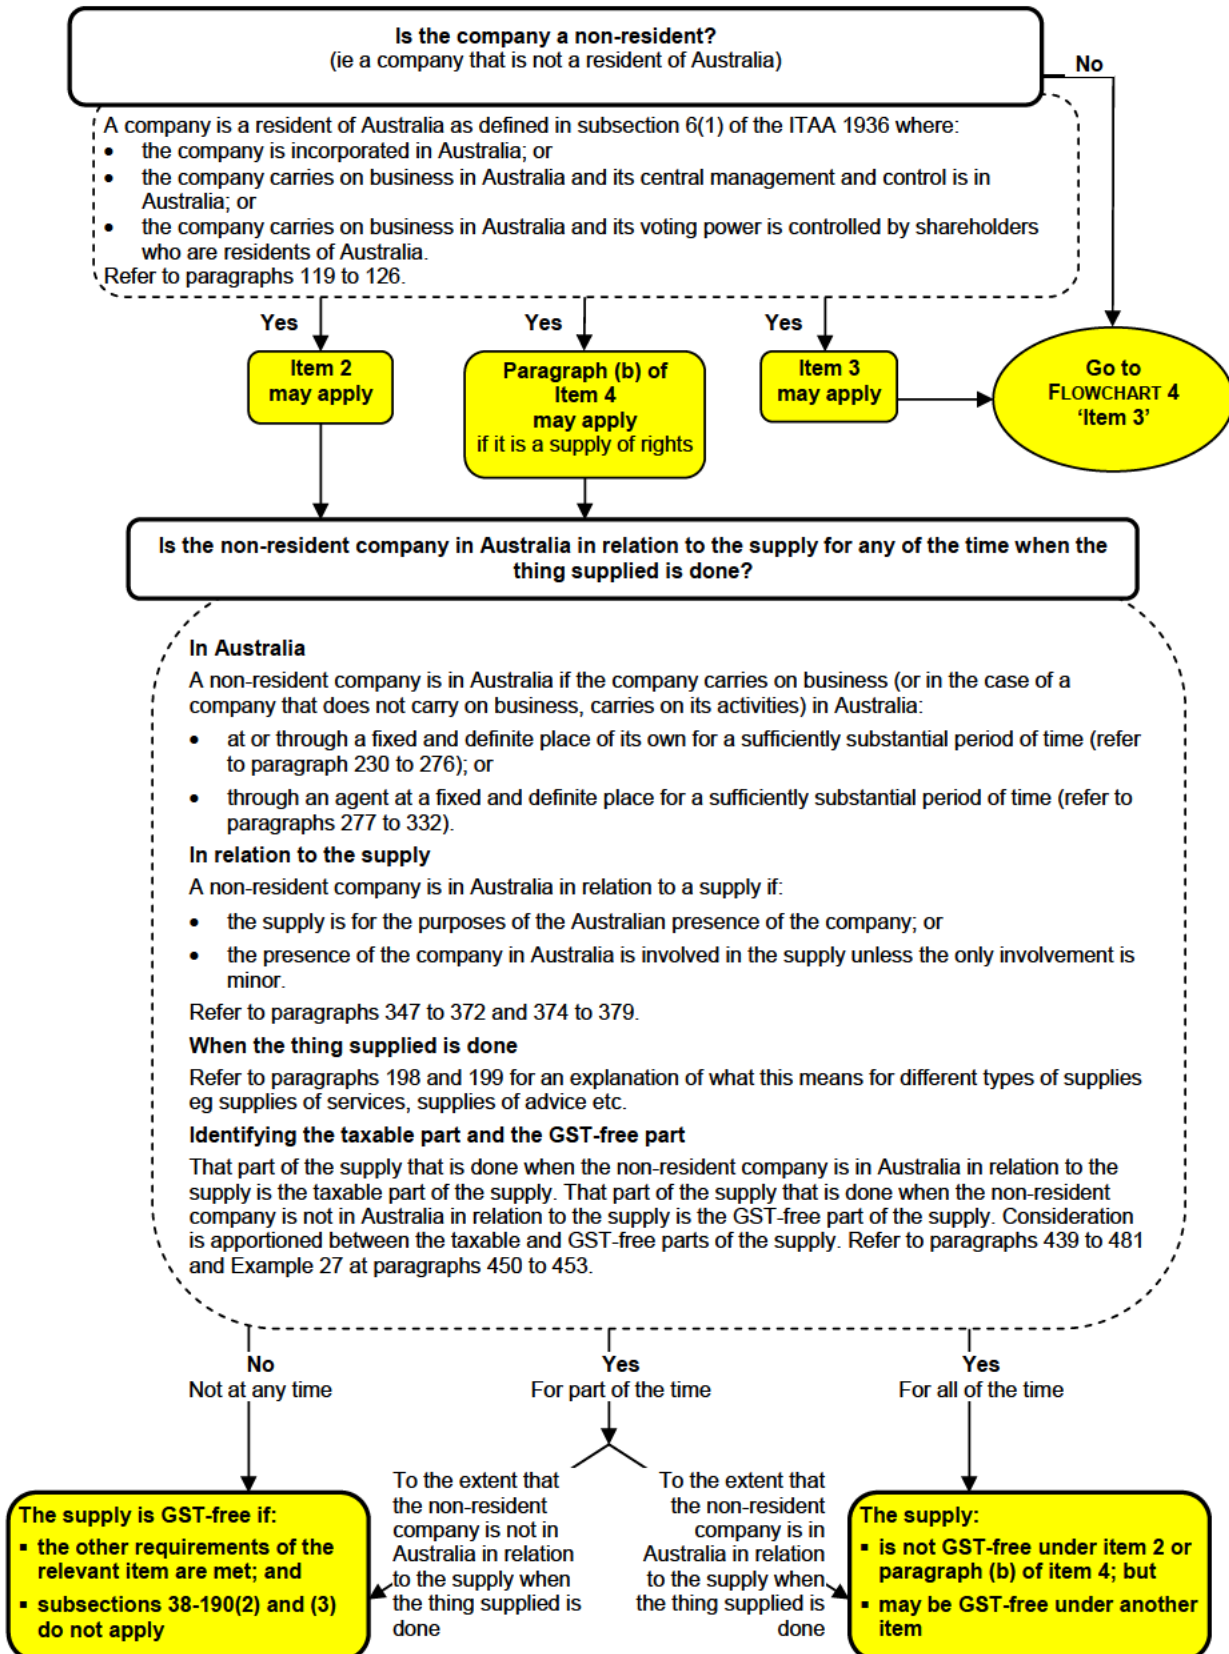 Is the company a non-resident?
(ie a company that is not a resident of Australia)
No
A company is a resident of Australia as defined in subsection 6(1) of the ITAA 1936 where:
• the company is incorporated in Australia; or
• the company carries on business in Australia and its central management and control is in
Australia; or
• the company carries on business in Australia and its voting power is controlled by shareholders
who are residents of Australia.
Refer to paragraphs 119 to 126.
Yes
Yes
Yes
Item 2
may apply
Paragraph (b) of
Item 4
may apply
if it is a supply of rights
Item 3
may apply
Go to
FLOWCHART 4
‘Item 3’
Is the non-resident company in Australia in relation to the supply for any of the time when the
thing supplied is done?
In Australia
A non-resident company is in Australia if the company carries on business (or in the case of a
company that does not carry on business, carries on its activities) in Australia:
• at or through a fixed and definite place of its own for a sufficiently substantial period of time (refer
to paragraph 230 to 276); or
• through an agent at a fixed and definite place for a sufficiently substantial period of time (refer to
paragraphs 277 to 332).
In relation to the supply
A non-resident company is in Australia in relation to a supply if:
• the supply is for the purposes of the Australian presence of the company; or
• the presence of the company in Australia is involved in the supply unless the only involvement is
minor.
Refer to paragraphs 347 to 372 and 374 to 379.
When the thing supplied is done
Refer to paragraphs 198 and 199 for an explanation of what this means for different types of supplies
eg supplies of services, supplies of advice etc.
Identifying the taxable part and the GST-free part
That part of the supply that is done when the non-resident company is in Australia in relation to the
supply is the taxable part of the supply. That part of the supply that is done when the non-resident
company is not in Australia in relation to the supply is the GST-free part of the supply. Consideration
is apportioned between the taxable and GST-free parts of the supply. Refer to paragraphs 439 to 481
and Example 27 at paragraphs 450 to 453.
No
Not at any time
Yes
For part of the time
Yes
For all of the time
The supply is GST-free if:
▪ the other requirements of the
relevant item are met; and
▪ subsections 38-190(2) and (3)
do not apply
To the extent that
the non-resident
company is not in
Australia in relation
to the supply when
the thing supplied is
done
To the extent that
the non-resident
company is in
Australia in relation
to the supply when
the thing supplied is
done
The supply:
▪ is not GST-free under item 2 or
paragraph (b) of item 4; but
▪ may be GST-free under another
item